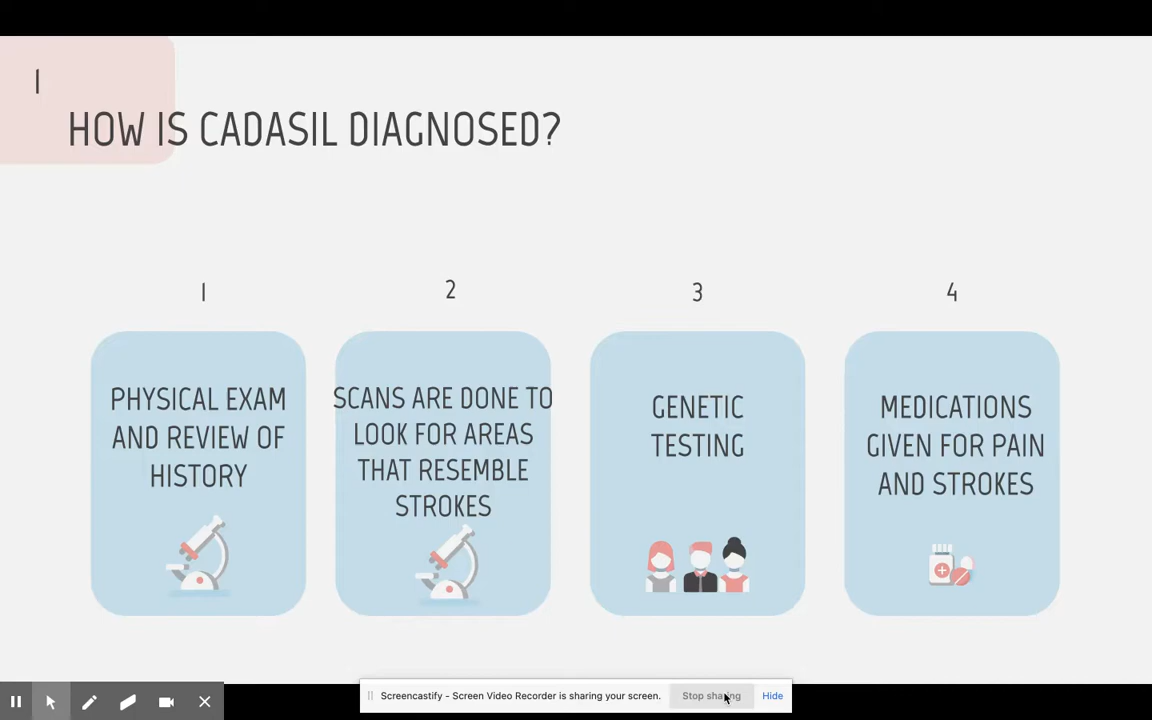 1
HOW IS CADASIL DIAGNOSED?
1
2
3
4
PHYSICAL EXAM
AND REVIEW OF
HISTORY
SCANS ARE DONE TO
LOOK FOR AREAS
THAT RESEMBLE
STROKES
GENETIC
TESTING
MEDICATIONS
GIVEN FOR PAIN
AND STROKES
Screencastify - Screen Video Recorder is sharing your screen.
Stop sharing
Hide